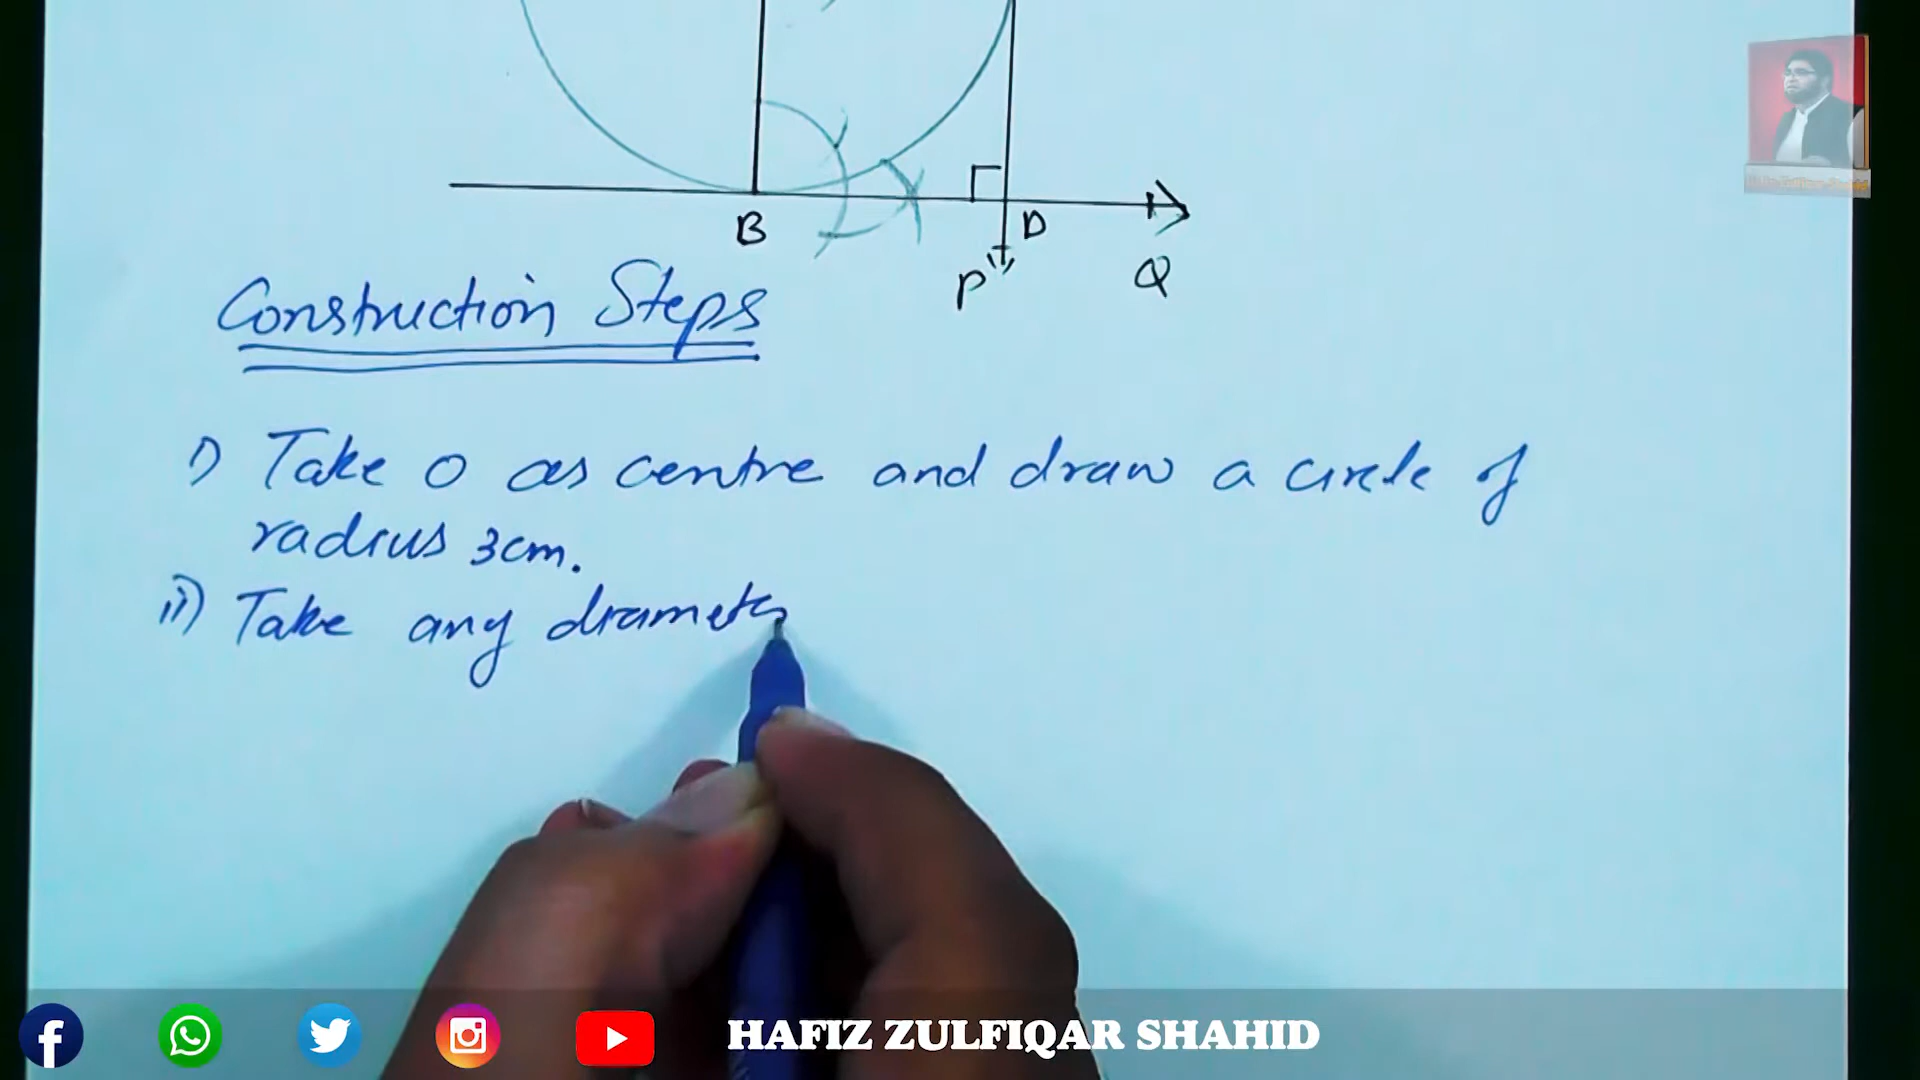 B
D
P"
Q
Construction Steps
i) Take O as centre and draw a circle of
radius 3cm.
ii) Take any diameter
HAFIZ ZULFIQAR SHAHID